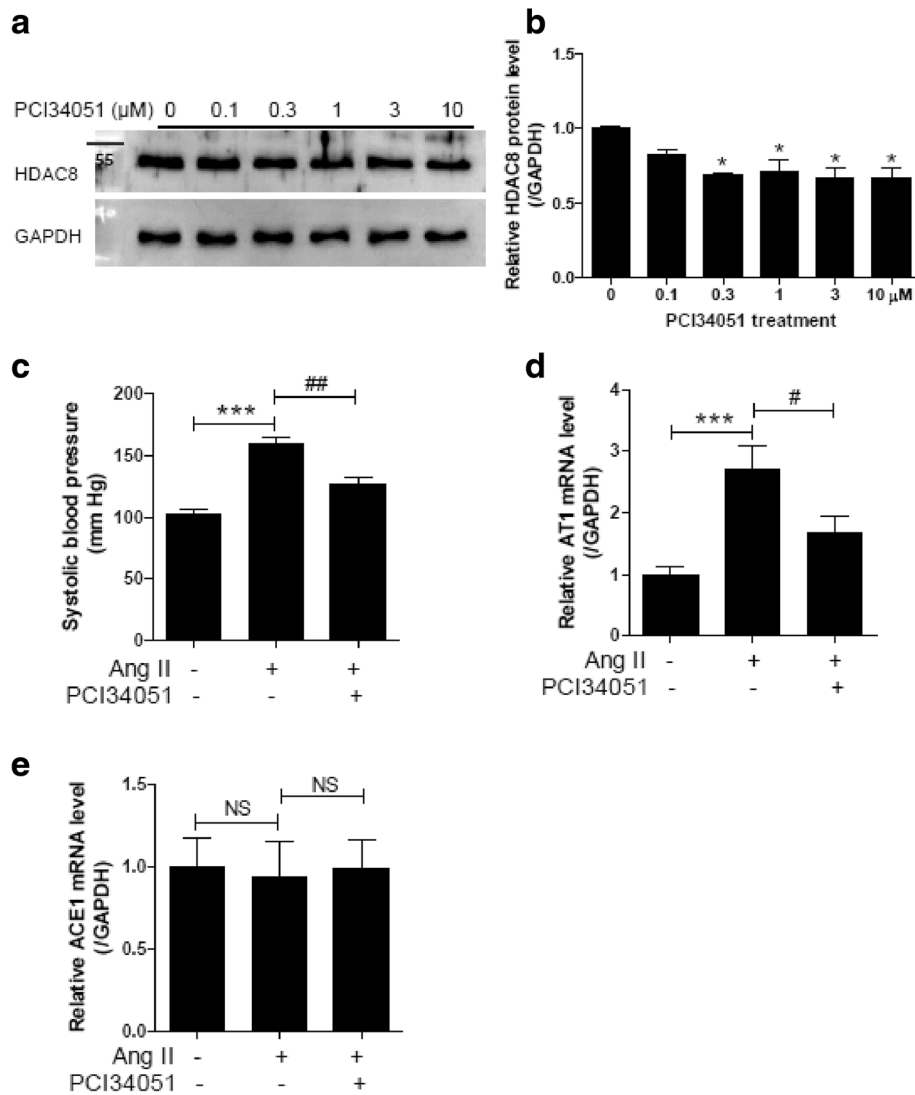 a
PCI34051 (μM) 0 0.1 0.3 1 3 10
55
HDAC8
GAPDH
b
Relative HDAC8 protein level
(/GAPDH)
1.5
1.0
0.5
0.0
* * * *
0 0.1 0.3 1 3 10 μM
PCI34051 treatment
c
Systolic blood pressure
(mm Hg)
200
150
100
50
0
*** ##
Ang II - + +
PCI34051 - - +
d
Relative AT1 mRNA level
(/GAPDH)
4
3
2
1
0
*** #
Ang II - + +
PCI34051 - - +
e
Relative ACE1 mRNA level
(/GAPDH)
1.5
1.0
0.5
0.0
NS NS
Ang II - + +
PCI34051 - - +